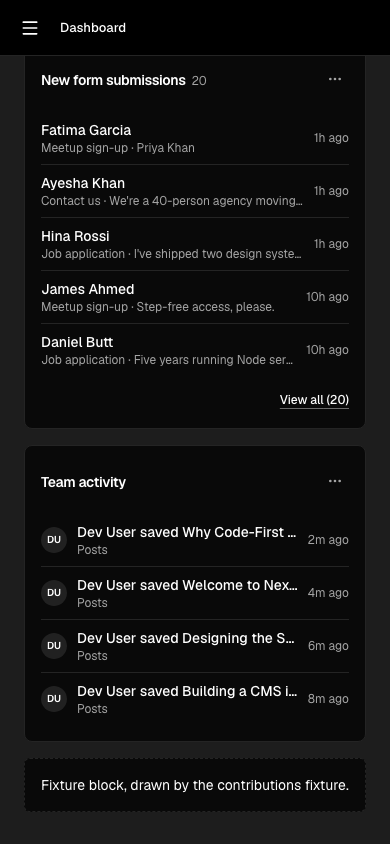 Dashboard
New form submissions 20
Fatima Garcia
1h ago
Meetup sign-up · Priya Khan
Ayesha Khan
1h ago
Contact us · We're a 40-person agency moving...
Hina Rossi
1h ago
Job application · I've shipped two design syste...
James Ahmed
10h ago
Meetup sign-up · Step-free access, please.
Daniel Butt
10h ago
Job application · Five years running Node ser...
View all (20)
Team activity
DU
Dev User saved Why Code-First ...
2m ago
Posts
DU
Dev User saved Welcome to Nex...
4m ago
Posts
DU
Dev User saved Designing the S...
6m ago
Posts
DU
Dev User saved Building a CMS i...
8m ago
Posts
Fixture block, drawn by the contributions fixture.